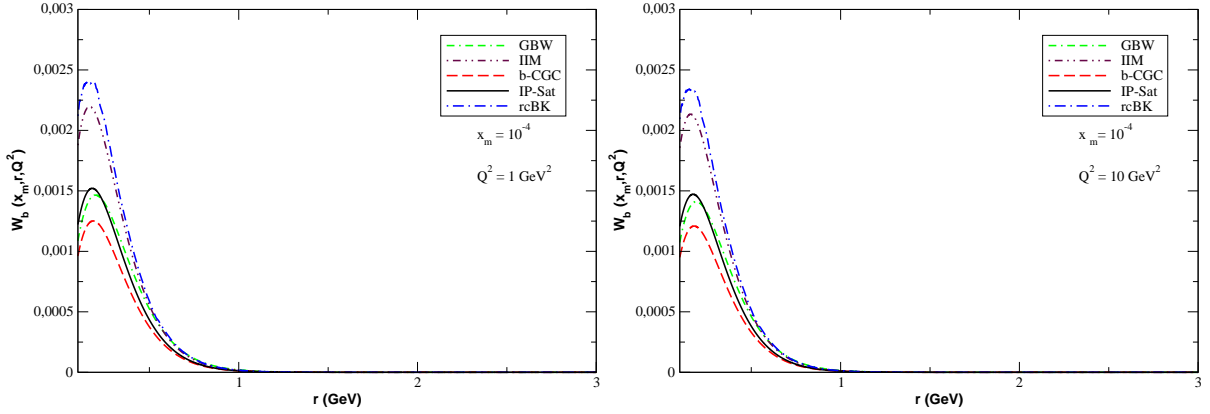 0,003
0,0025
0,002
0,0015
0,001
0,0005
0
W_b (x_m,r,Q^2)
GBW
IIM
b-CGC
IP-Sat
rcBK
x_m = 10^-4
Q^2 = 1 GeV^2
1
2
3
r (GeV)
0,003
0,0025
0,002
0,0015
0,001
0,0005
0
W_b (x_m,r,Q^2)
GBW
IIM
b-CGC
IP-Sat
rcBK
x_m = 10^-4
Q^2 = 10 GeV^2
1
2
3
r (GeV)